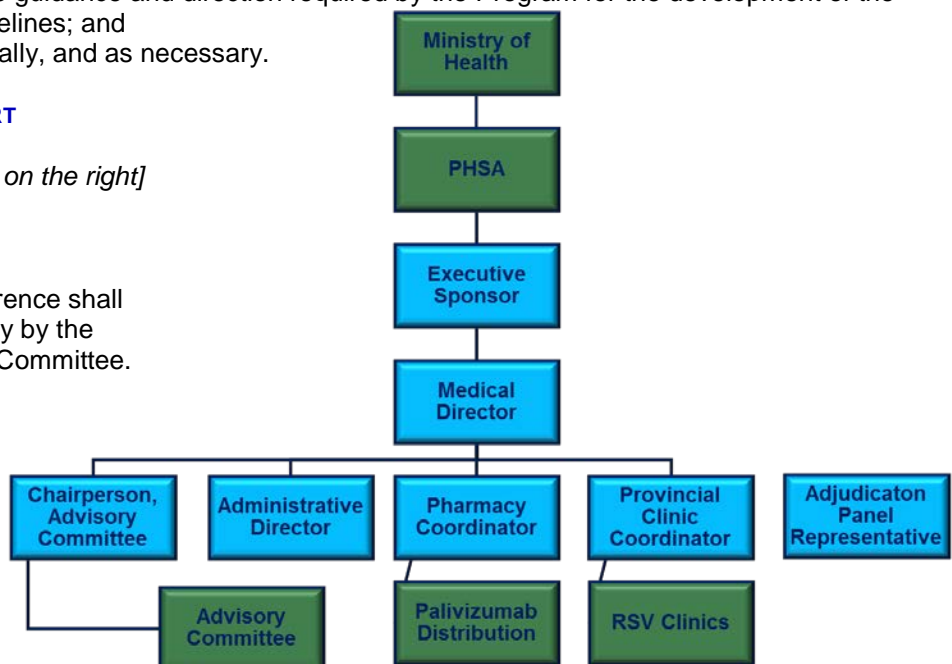 guidance and direction required by the Program for the development of the
elines; and
ally, and as necessary.
RT
on the right]
rence shall
y by the
Committee.
Ministry of
Health
PHSA
Executive
Sponsor
Medical
Director
Chairperson,
Advisory
Committee
Administrative
Director
Pharmacy
Coordinator
Provincial
Clinic
Coordinator
Adjudicaton
Panel
Representative
Advisory
Committee
Palivizumab
Distribution
RSV Clinics